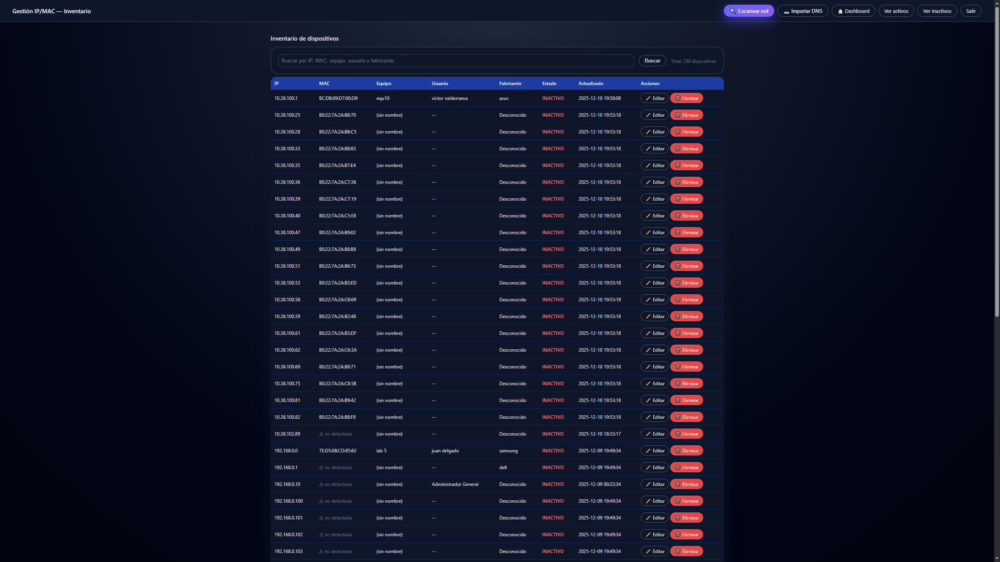 Gestión IP/MAC — Inventario
Escanear red Importar DNS Dashboard Ver activos Ver inactivos Salir
Inventario de dispositivos
Buscar por IP, MAC, equipo, usuario o fabricante... Buscar Total: 290 dispositivos
IP MAC Equipo Usuario Fabricante Estado Actualizado Acciones
10.38.100.1 BC:DB:09:D7:00:D9 equ10 victor valderrama asus INACTIVO 2025-12-10 19:58:08 Editar Eliminar
10.38.100.25 B0:22:7A:2A:B8:70 (sin nombre) -- Desconocido INACTIVO 2025-12-10 19:53:18 Editar Eliminar
10.38.100.28 B0:22:7A:2A:BB:C5 (sin nombre) -- Desconocido INACTIVO 2025-12-10 19:53:18 Editar Eliminar
10.38.100.33 B0:22:7A:2A:B8:83 (sin nombre) -- Desconocido INACTIVO 2025-12-10 19:53:18 Editar Eliminar
10.38.100.35 B0:22:7A:2A:B7:E4 (sin nombre) -- Desconocido INACTIVO 2025-12-10 19:53:18 Editar Eliminar
10.38.100.36 B0:22:7A:2A:C7:36 (sin nombre) -- Desconocido INACTIVO 2025-12-10 19:53:18 Editar Eliminar
10.38.100.39 B0:22:7A:2A:C7:19 (sin nombre) -- Desconocido INACTIVO 2025-12-10 19:53:18 Editar Eliminar
10.38.100.40 B0:22:7A:2A:C5:EB (sin nombre) -- Desconocido INACTIVO 2025-12-10 19:53:18 Editar Eliminar
10.38.100.47 B0:22:7A:2A:B9:02 (sin nombre) -- Desconocido INACTIVO 2025-12-10 19:53:18 Editar Eliminar
10.38.100.49 B0:22:7A:2A:B8:B8 (sin nombre) -- Desconocido INACTIVO 2025-12-10 19:53:18 Editar Eliminar
10.38.100.51 B0:22:7A:2A:B6:73 (sin nombre) -- Desconocido INACTIVO 2025-12-10 19:53:18 Editar Eliminar
10.38.100.53 B0:22:7A:2A:B3:ED (sin nombre) -- Desconocido INACTIVO 2025-12-10 19:53:18 Editar Eliminar
10.38.100.58 B0:22:7A:2A:C8:69 (sin nombre) -- Desconocido INACTIVO 2025-12-10 19:53:18 Editar Eliminar
10.38.100.59 B0:22:7A:2A:B2:4B (sin nombre) -- Desconocido INACTIVO 2025-12-10 19:53:18 Editar Eliminar
10.38.100.61 B0:22:7A:2A:B3:DF (sin nombre) -- Desconocido INACTIVO 2025-12-10 19:53:18 Editar Eliminar
10.38.100.62 B0:22:7A:2A:C6:3A (sin nombre) -- Desconocido INACTIVO 2025-12-10 19:53:18 Editar Eliminar
10.38.100.69 B0:22:7A:2A:B8:71 (sin nombre) -- Desconocido INACTIVO 2025-12-10 19:53:18 Editar Eliminar
10.38.100.75 B0:22:7A:2A:C8:5B (sin nombre) -- Desconocido INACTIVO 2025-12-10 19:53:18 Editar Eliminar
10.38.100.81 B0:22:7A:2A:B9:42 (sin nombre) -- Desconocido INACTIVO 2025-12-10 19:53:18 Editar Eliminar
10.38.100.82 B0:22:7A:2A:B8:F8 (sin nombre) -- Desconocido INACTIVO 2025-12-10 19:53:18 Editar Eliminar
10.38.102.89 ⚠ no detectada (sin nombre) -- Desconocido INACTIVO 2025-12-10 18:33:17 Editar Eliminar
192.168.0.0 7E:D5:08:CD:B5:62 lab 5 juan delgado samsung INACTIVO 2025-12-09 19:49:34 Editar Eliminar
192.168.0.1 ⚠ no detectada (sin nombre) -- dell INACTIVO 2025-12-09 19:49:34 Editar Eliminar
192.168.0.10 ⚠ no detectada (sin nombre) Administrador General Desconocido INACTIVO 2025-12-09 00:22:34 Editar Eliminar
192.168.0.100 ⚠ no detectada (sin nombre) -- Desconocido INACTIVO 2025-12-09 19:49:34 Editar Eliminar
192.168.0.101 ⚠ no detectada (sin nombre) -- Desconocido INACTIVO 2025-12-09 19:49:34 Editar Eliminar
192.168.0.102 ⚠ no detectada (sin nombre) -- Desconocido INACTIVO 2025-12-09 19:49:34 Editar Eliminar
192.168.0.103 ⚠ no detectada (sin nombre) -- Desconocido INACTIVO 2025-12-09 19:49:34 Editar Eliminar